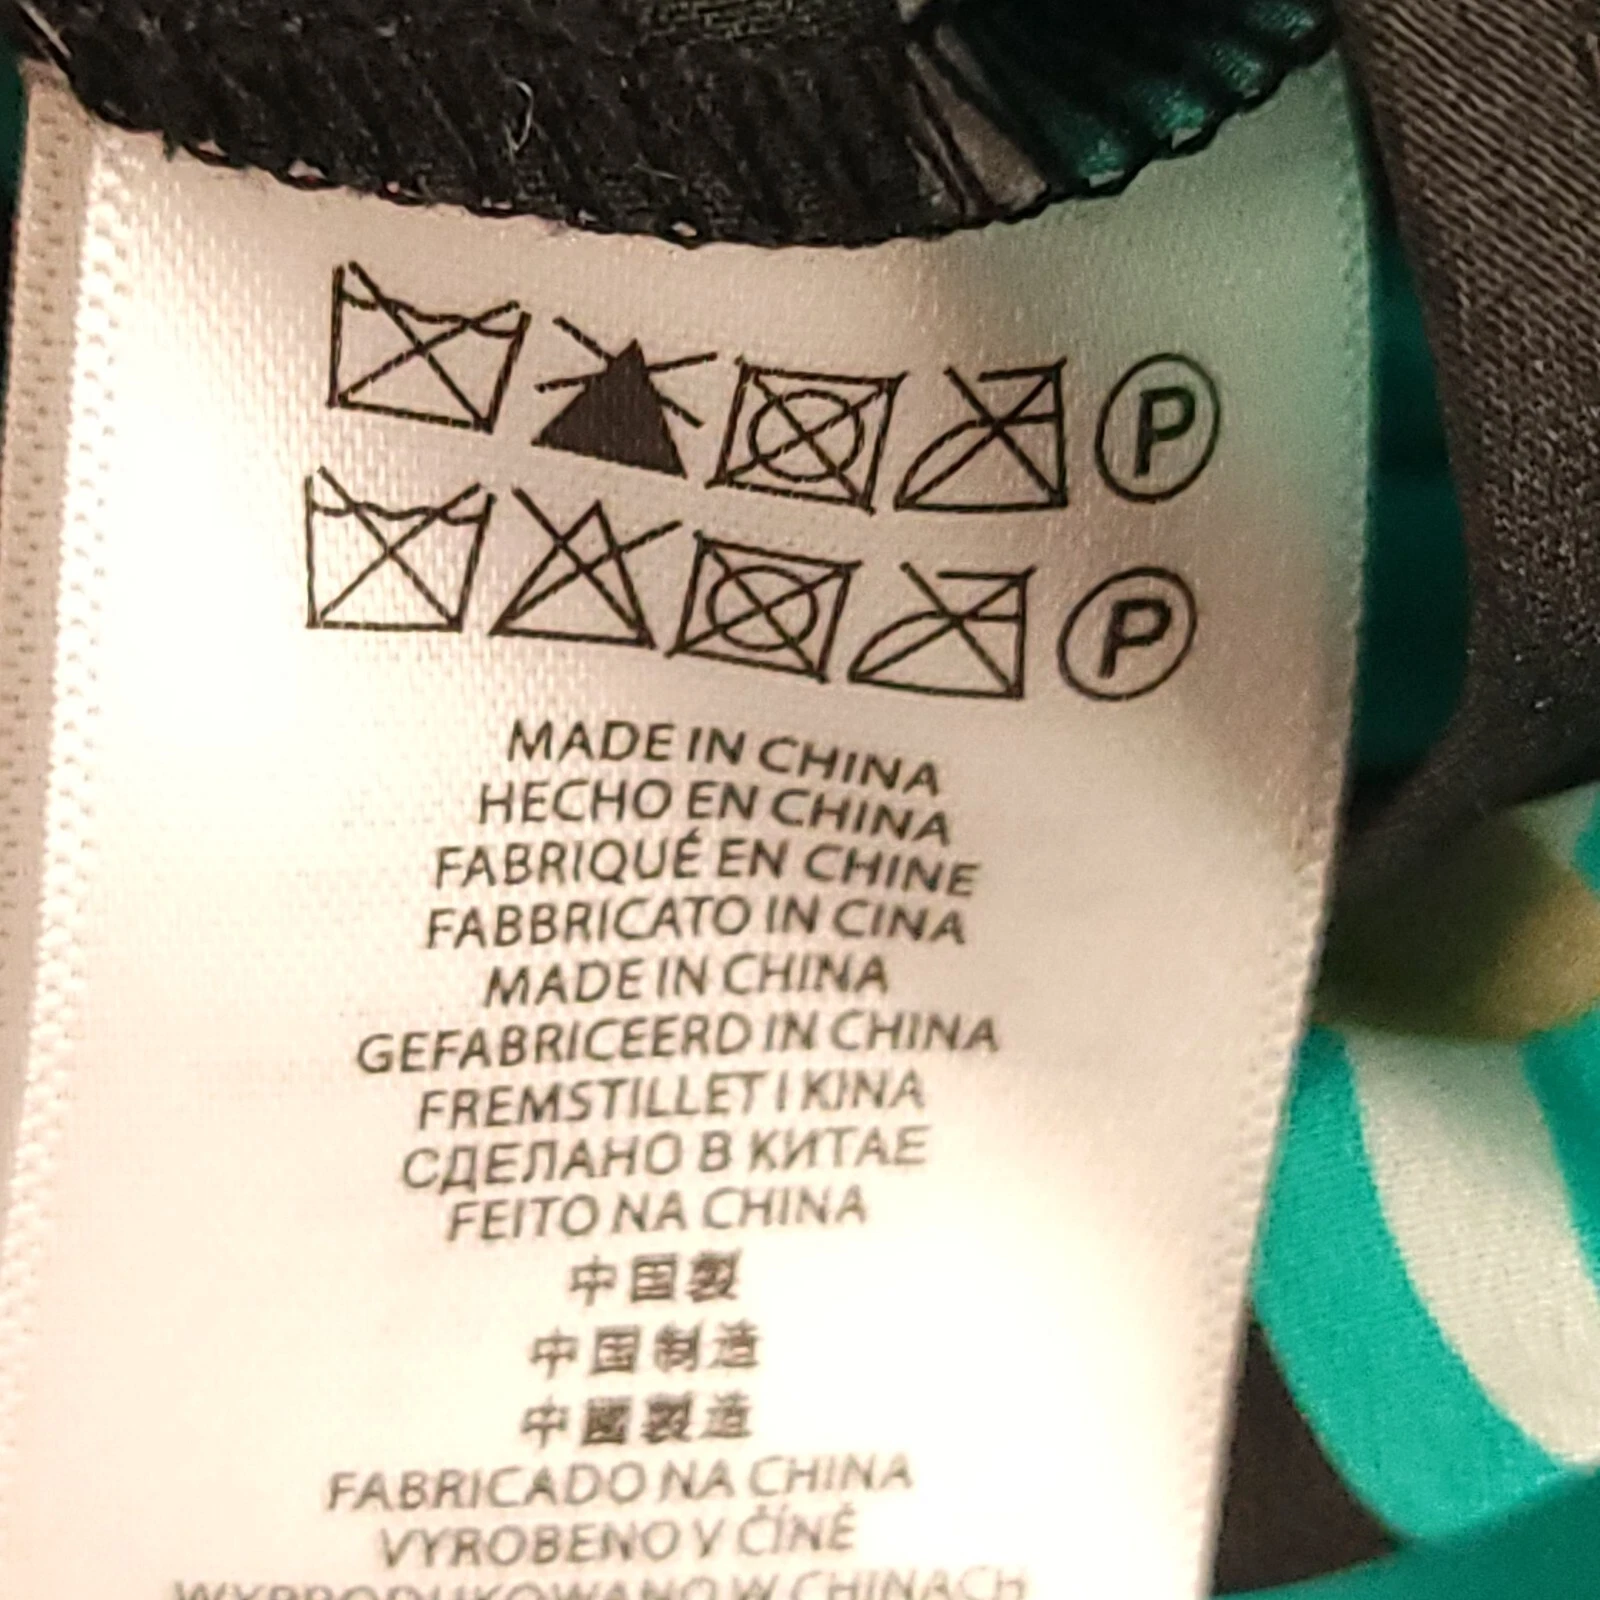 P
P
MADE IN CHINA
HECHO EN CHINA
FABRIQUÉ EN CHINE
FABBRICATO IN CINA
MADE IN CHINA
GEFABRICEERD IN CHINA
FREMSTILLET I KINA
СДЕЛАНО В КИТАЕ
FEITO NA CHINA
中国製
中国制造
中國製造
FABRICADO NA CHINA
VYROBENO V ČÍNĚ
WYPRODUKOWANO W CHINACH